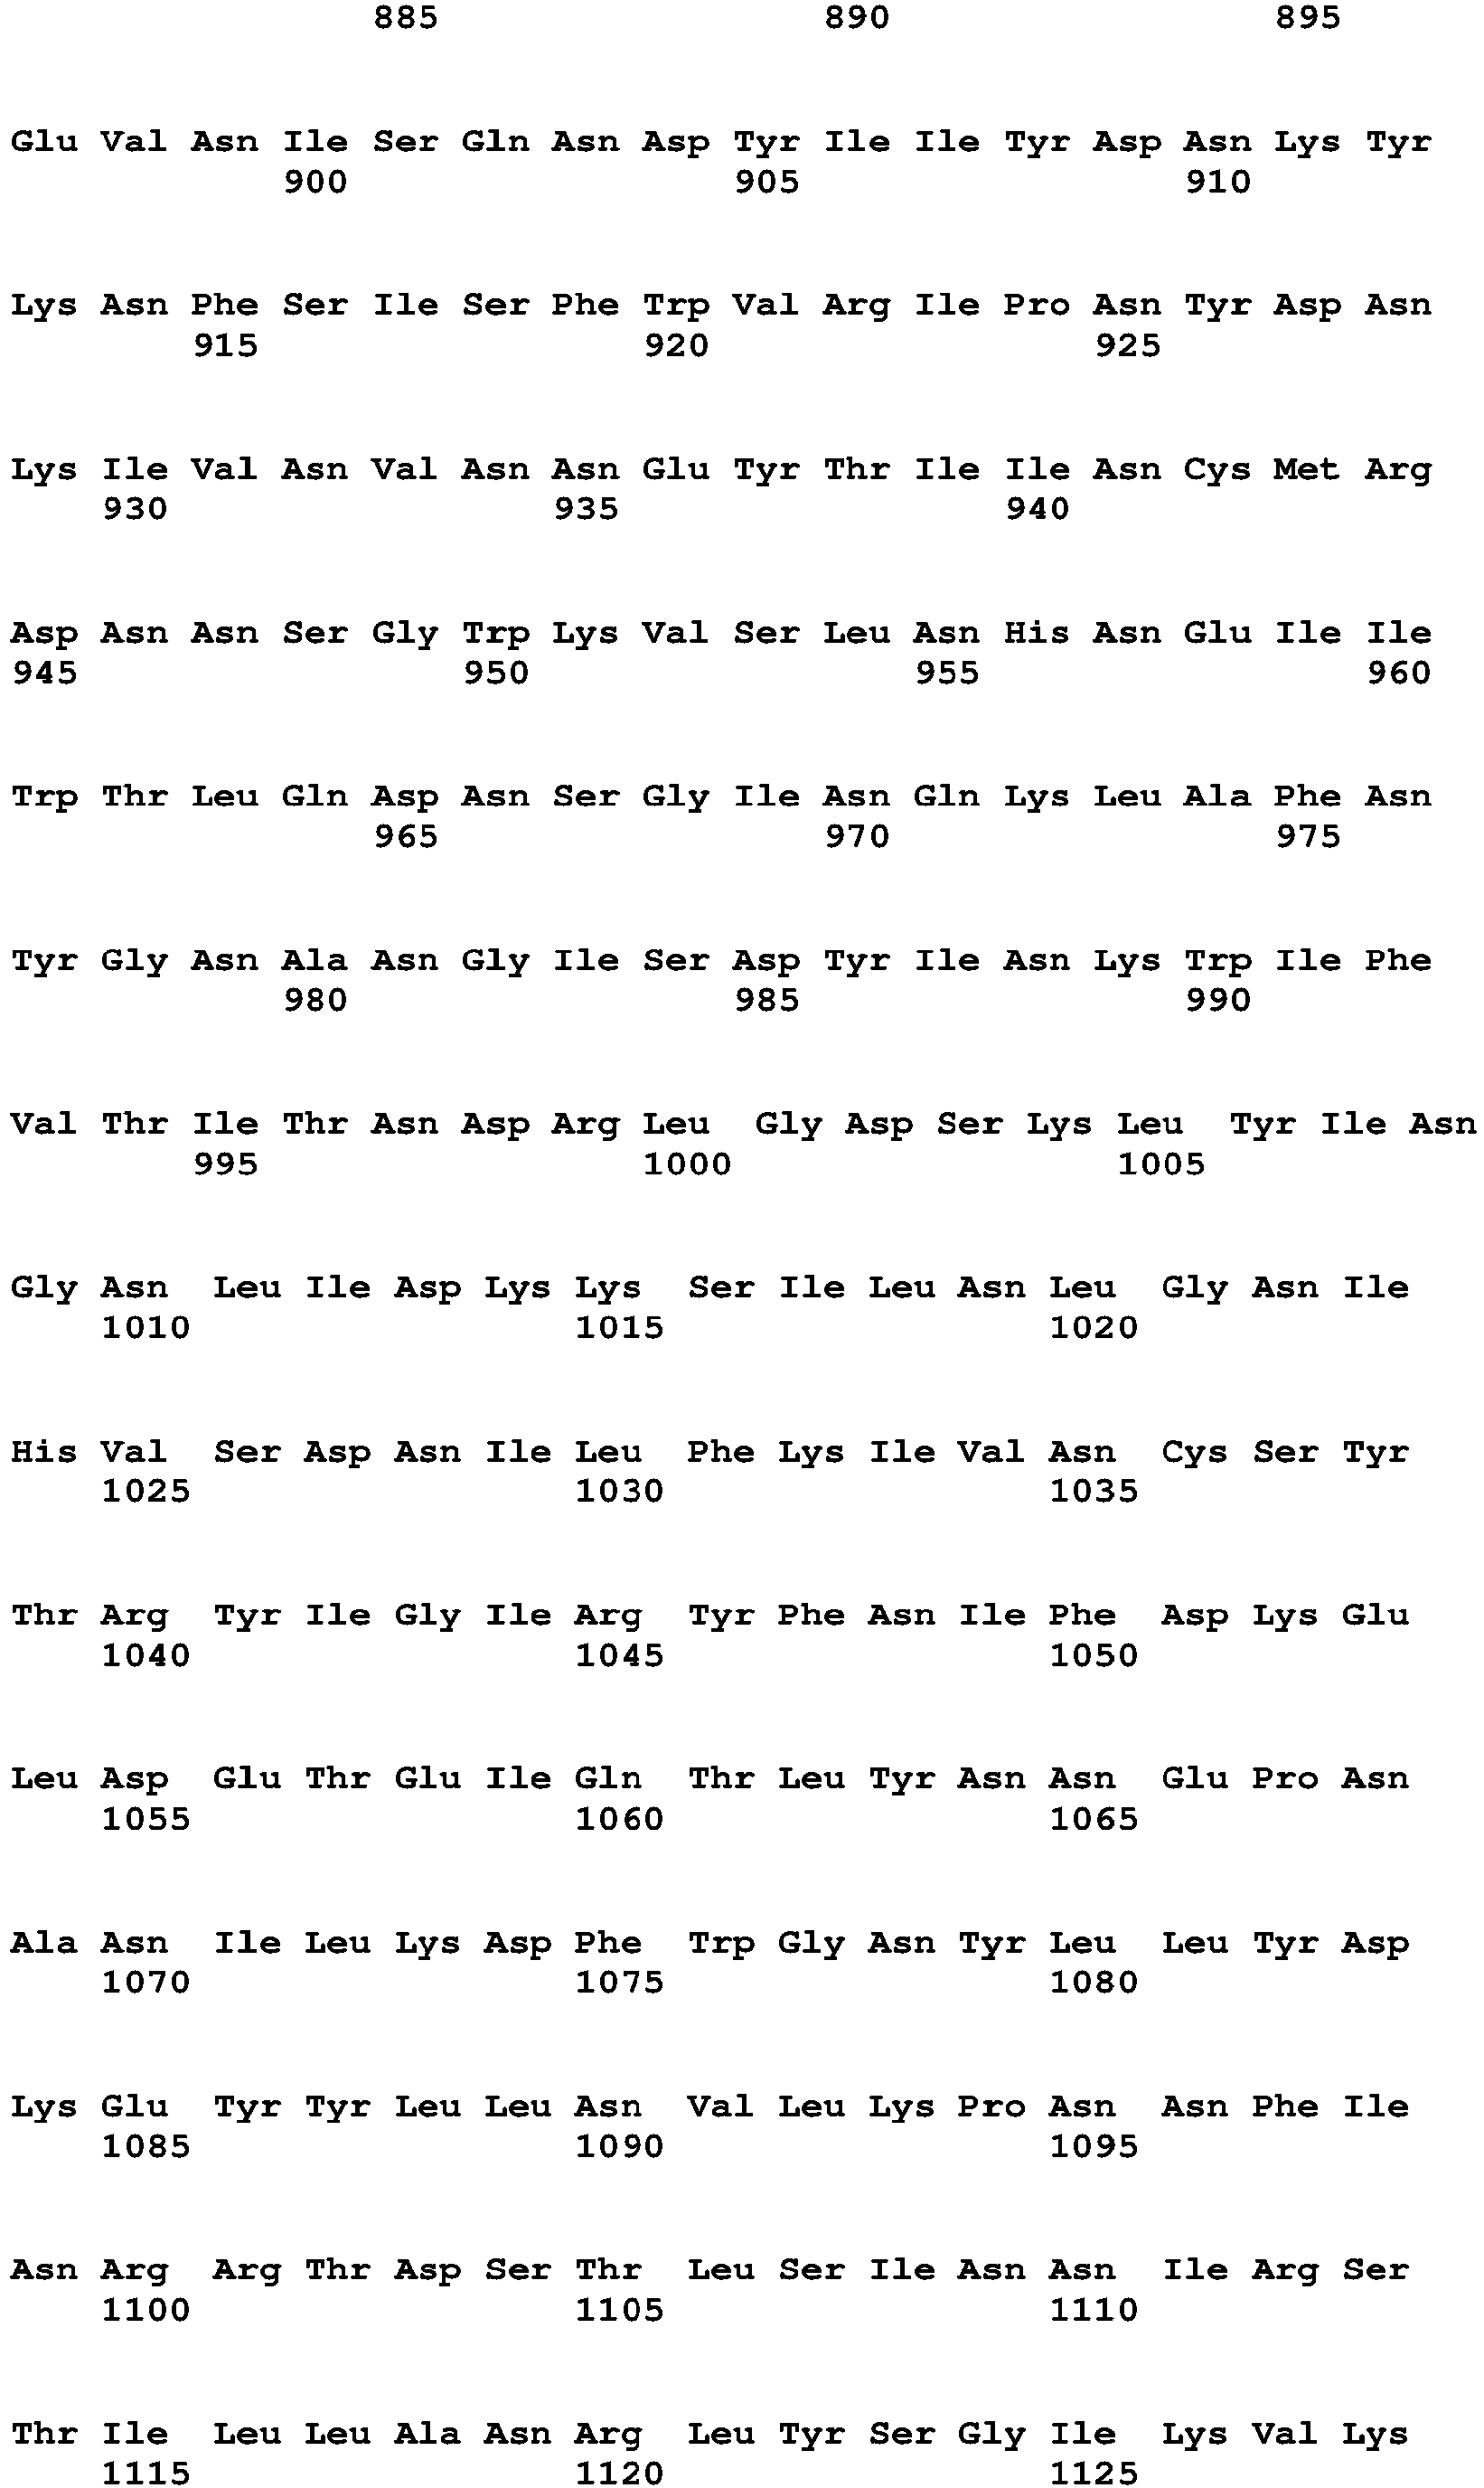 885 890 895
Glu Val Asn Ile Ser Gln Asn Asp Tyr Ile Ile Tyr Asp Asn Lys Tyr
900 905 910
Lys Asn Phe Ser Ile Ser Phe Trp Val Arg Ile Pro Asn Tyr Asp Asn
915 920 925
Lys Ile Val Asn Val Asn Asn Glu Tyr Thr Ile Ile Asn Cys Met Arg
930 935 940
Asp Asn Asn Ser Gly Trp Lys Val Ser Leu Asn His Asn Glu Ile Ile
945 950 955 960
Trp Thr Leu Gln Asp Asn Ser Gly Ile Asn Gln Lys Leu Ala Phe Asn
965 970 975
Tyr Gly Asn Ala Asn Gly Ile Ser Asp Tyr Ile Asn Lys Trp Ile Phe
980 985 990
Val Thr Ile Thr Asn Asp Arg Leu Gly Asp Ser Lys Leu Tyr Ile Asn
995 1000 1005
Gly Asn Leu Ile Asp Lys Lys Ser Ile Leu Asn Leu Gly Asn Ile
1010 1015 1020
His Val Ser Asp Asn Ile Leu Phe Lys Ile Val Asn Cys Ser Tyr
1025 1030 1035
Thr Arg Tyr Ile Gly Ile Arg Tyr Phe Asn Ile Phe Asp Lys Glu
1040 1045 1050
Leu Asp Glu Thr Glu Ile Gln Thr Leu Tyr Asn Asn Glu Pro Asn
1055 1060 1065
Ala Asn Ile Leu Lys Asp Phe Trp Gly Asn Tyr Leu Leu Tyr Asp
1070 1075 1080
Lys Glu Tyr Tyr Leu Leu Asn Val Leu Lys Pro Asn Asn Phe Ile
1085 1090 1095
Asn Arg Arg Thr Asp Ser Thr Leu Ser Ile Asn Asn Ile Arg Ser
1100 1105 1110
Thr Ile Leu Leu Ala Asn Arg Leu Tyr Ser Gly Ile Lys Val Lys
1115 1120 1125